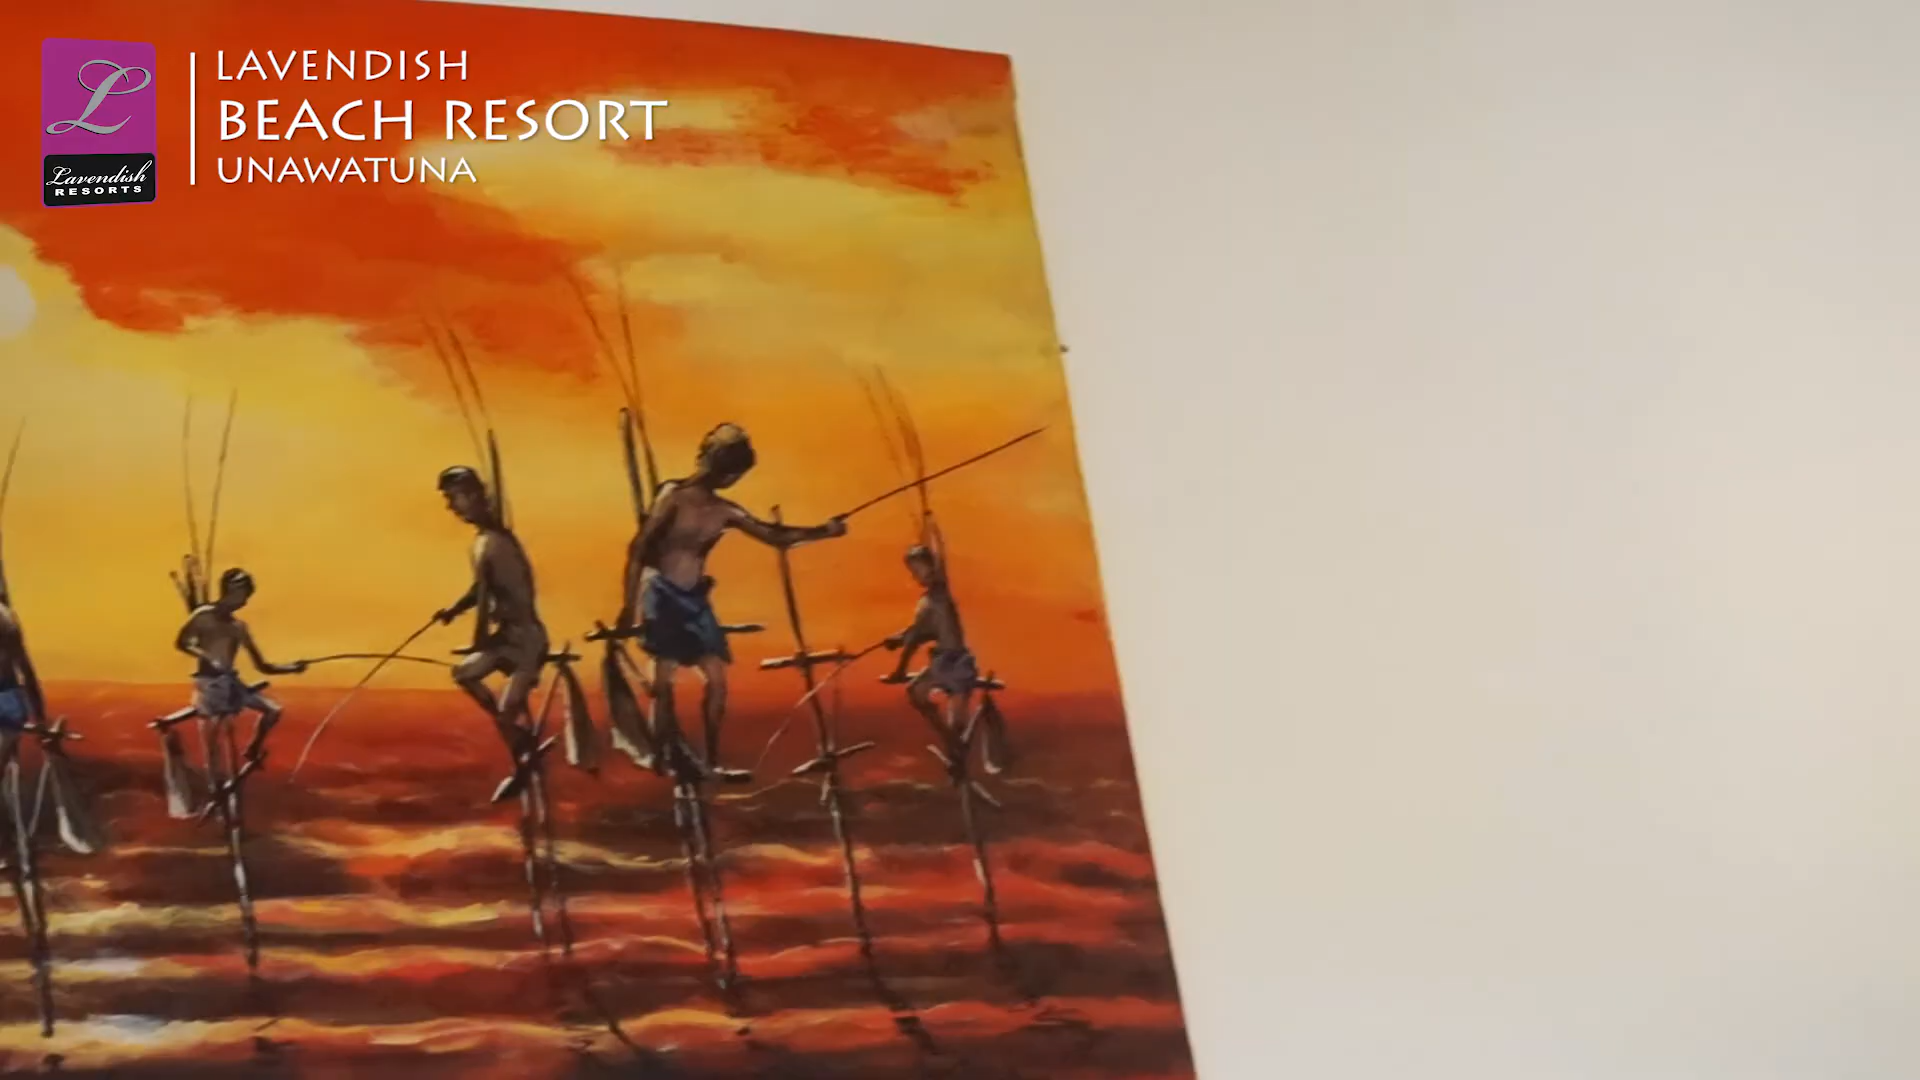 LAVENDISH
BEACH RESORT
UNAWATUNA
L
Lavendish
RESORTS